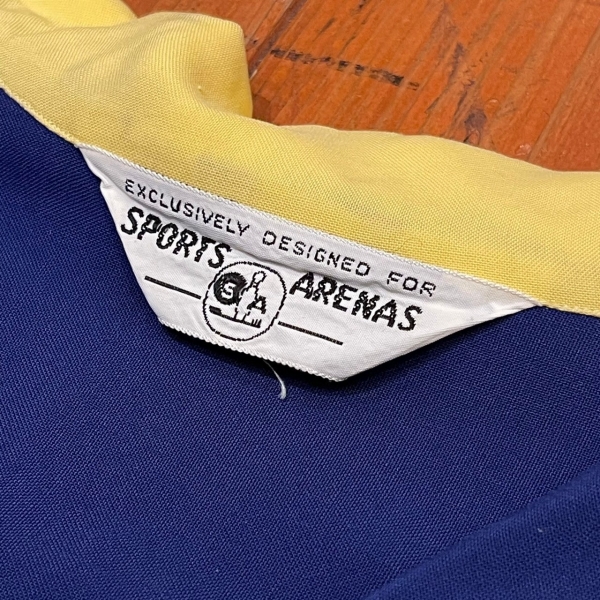 EXCLUSIVELY DESIGNED FOR
SPORTS ARENAS
S A